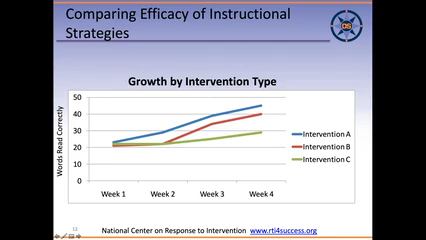 Comparing Efficacy of Instructional
Strategies
Growth by Intervention Type
50
40
30
20
10
0
Words Read Correctly
Week 1 Week 2 Week 3 Week 4
Intervention A
Intervention B
Intervention C
12
National Center on Response to Intervention www.rti4success.org